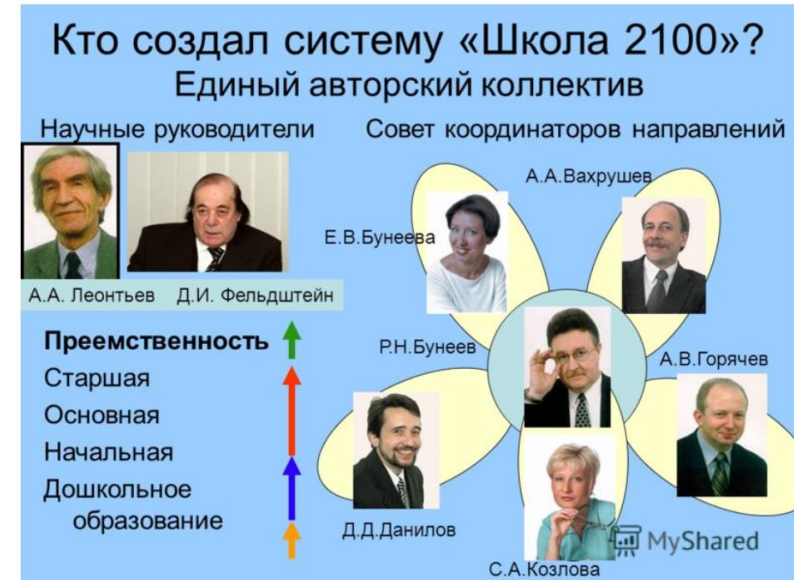 Кто создал систему «Школа 2100»?
Единый авторский коллектив
Научные руководители
Совет координаторов направлений
А.А. Леонтьев
Д.И. Фельдштейн
А.А.Вахрушев
Е.В.Бунеева
Р.Н.Бунеев
А.В.Горячев
Д.Д.Данилов
С.А.Козлова
Преемственность
Старшая
Основная
Начальная
Дошкольное
образование
MyShared